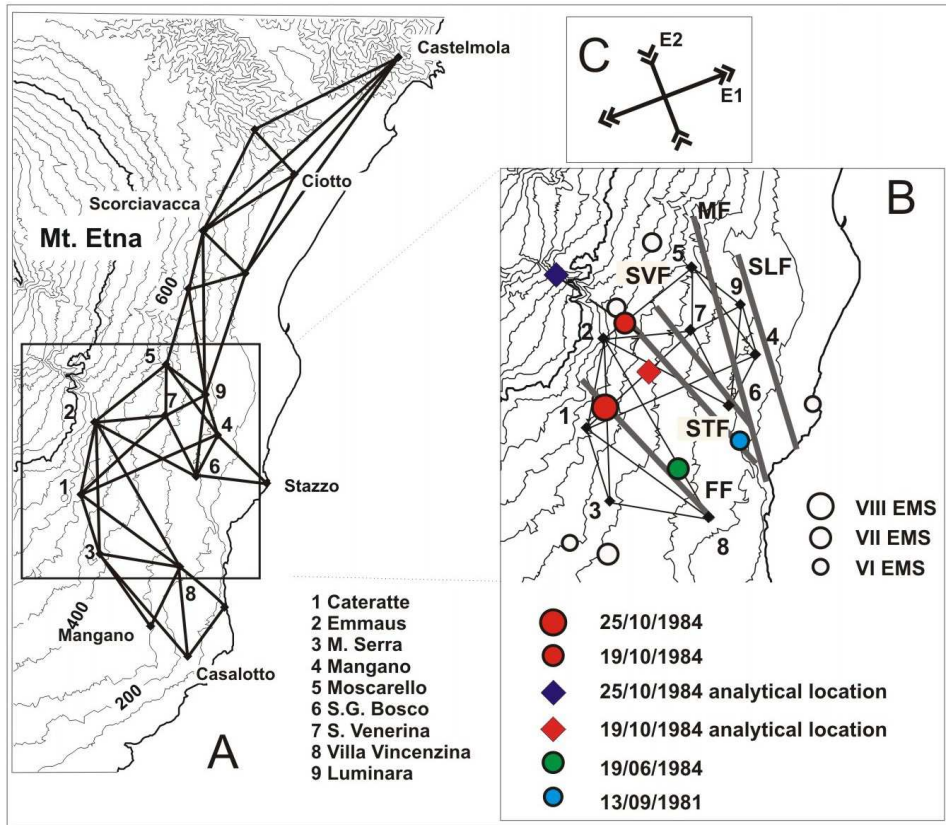 Castelmola
Ciotto
Scorciavacca
Mt. Etna
600
5
2
7
9
4
6
1
Stazzo
3
8
400
Mangano
Casalotto
200
A
1 Cateratte
2 Emmaus
3 M. Serra
4 Mangano
5 Moscarello
6 S.G. Bosco
7 S. Venerina
8 Villa Vincenzina
9 Luminara
C
E2
E1
B
MF
5
SVF
SLF
9
2
7
4
6
1
STF
3
FF
8
VIII EMS
VII EMS
VI EMS
25/10/1984
19/10/1984
25/10/1984 analytical location
19/10/1984 analytical location
19/06/1984
13/09/1981